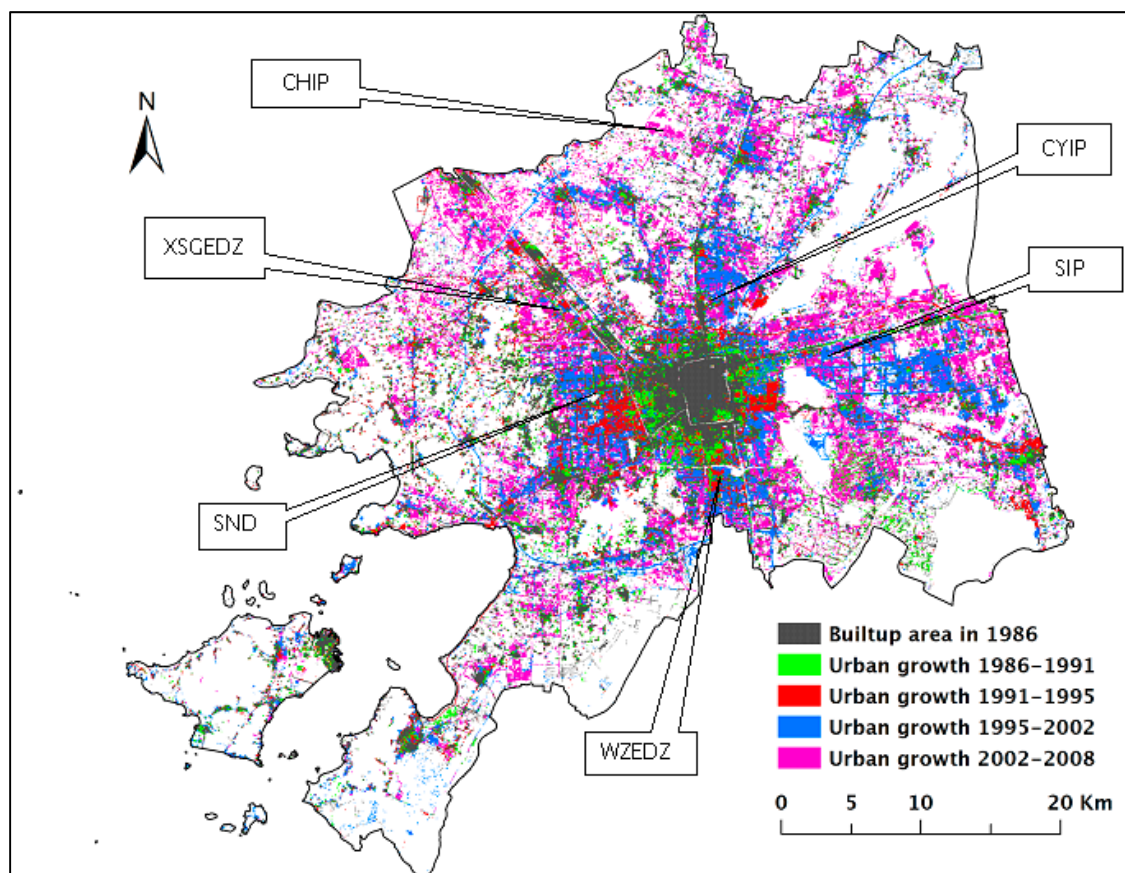 CHIP
N
CYIP
XSGEDZ
SIP
SND
WZEDZ
Builtup area in 1986
Urban growth 1986-1991
Urban growth 1991-1995
Urban growth 1995-2002
Urban growth 2002-2008
0 5 10 20 Km